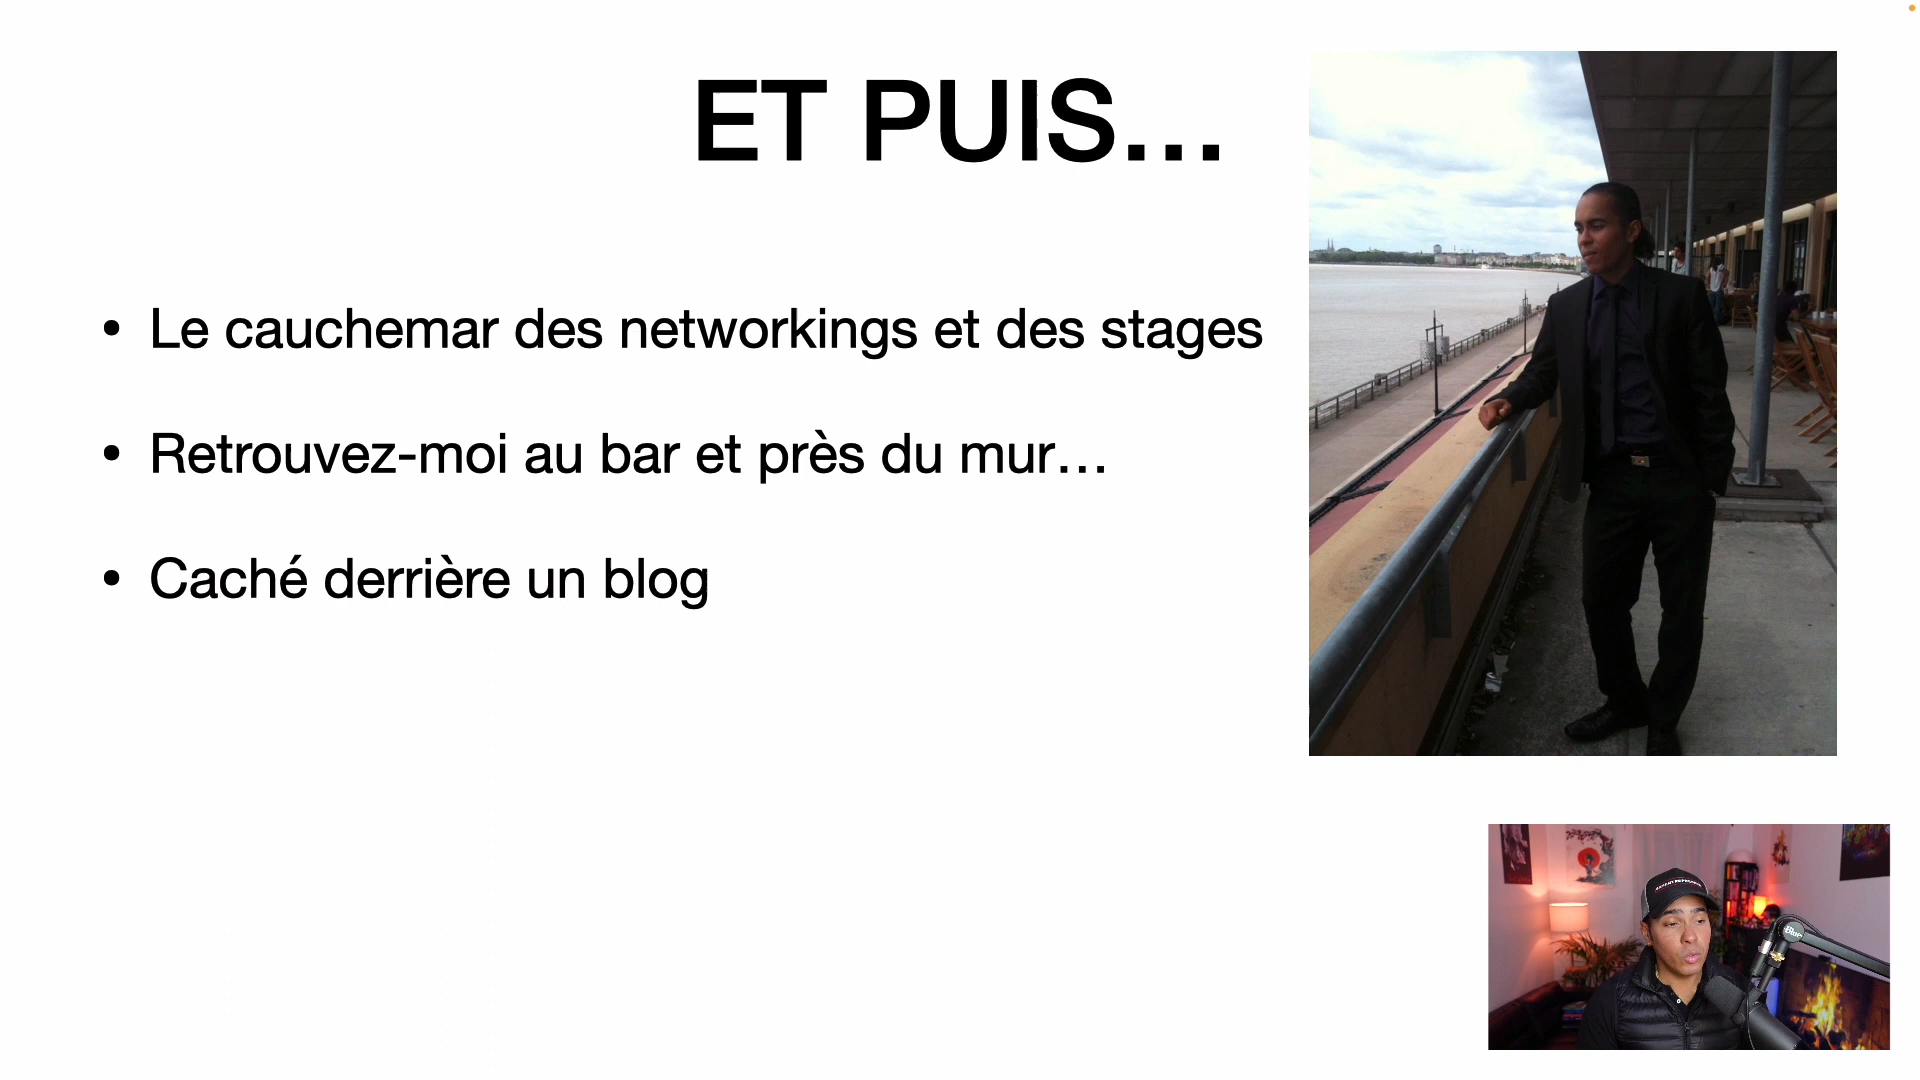 ET PUIS…
• Le cauchemar des networkings et des stages
• Retrouvez-moi au bar et près du mur…
• Caché derrière un blog
Blue